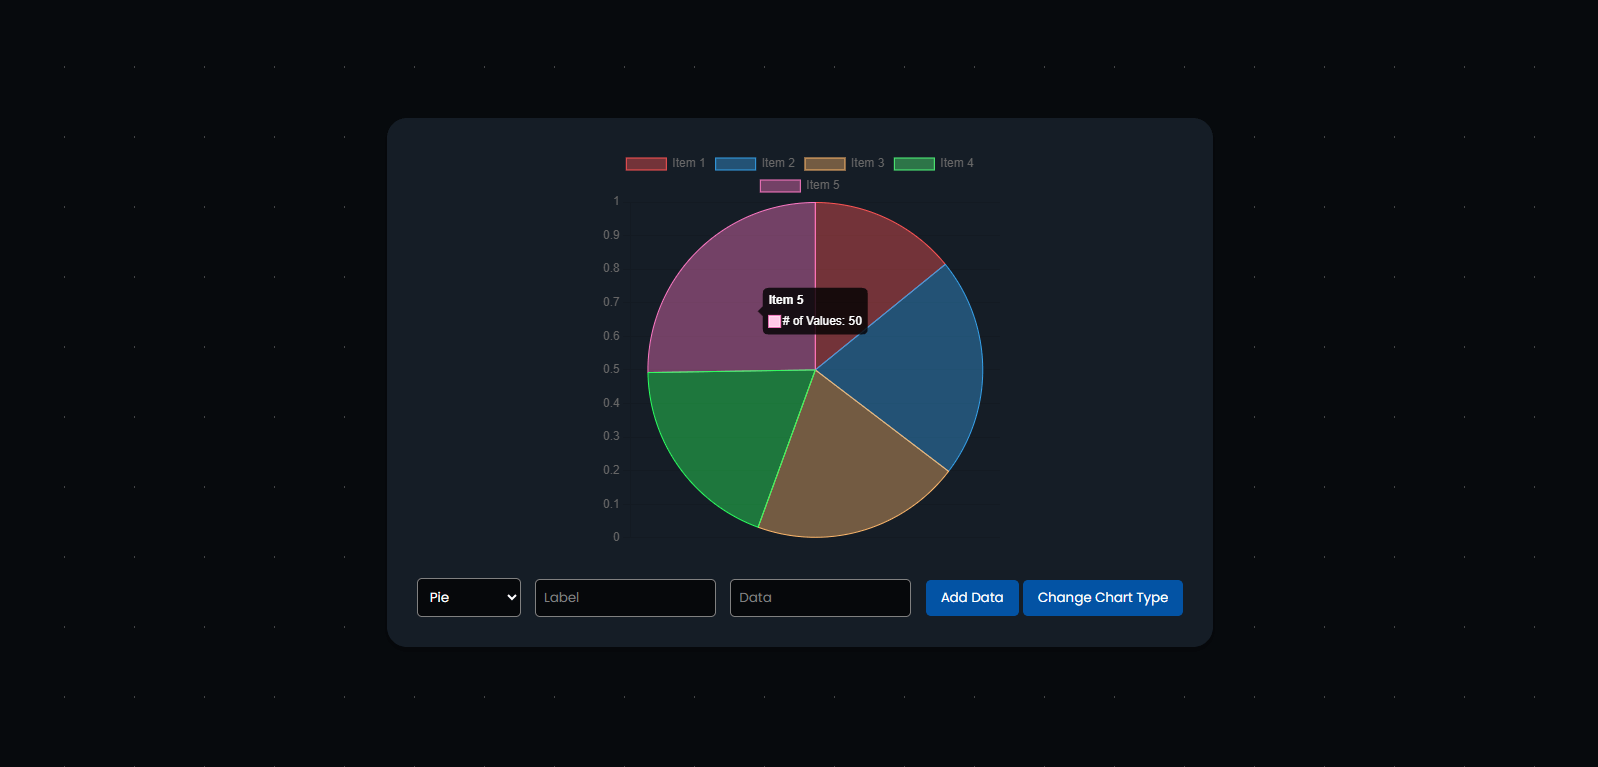 Item 1 Item 2 Item 3 Item 4
Item 5
1
0.9
0.8
0.7
0.6
0.5
0.4
0.3
0.2
0.1
0
Item 5
# of Values: 50
Pie Label Data Add Data Change Chart Type